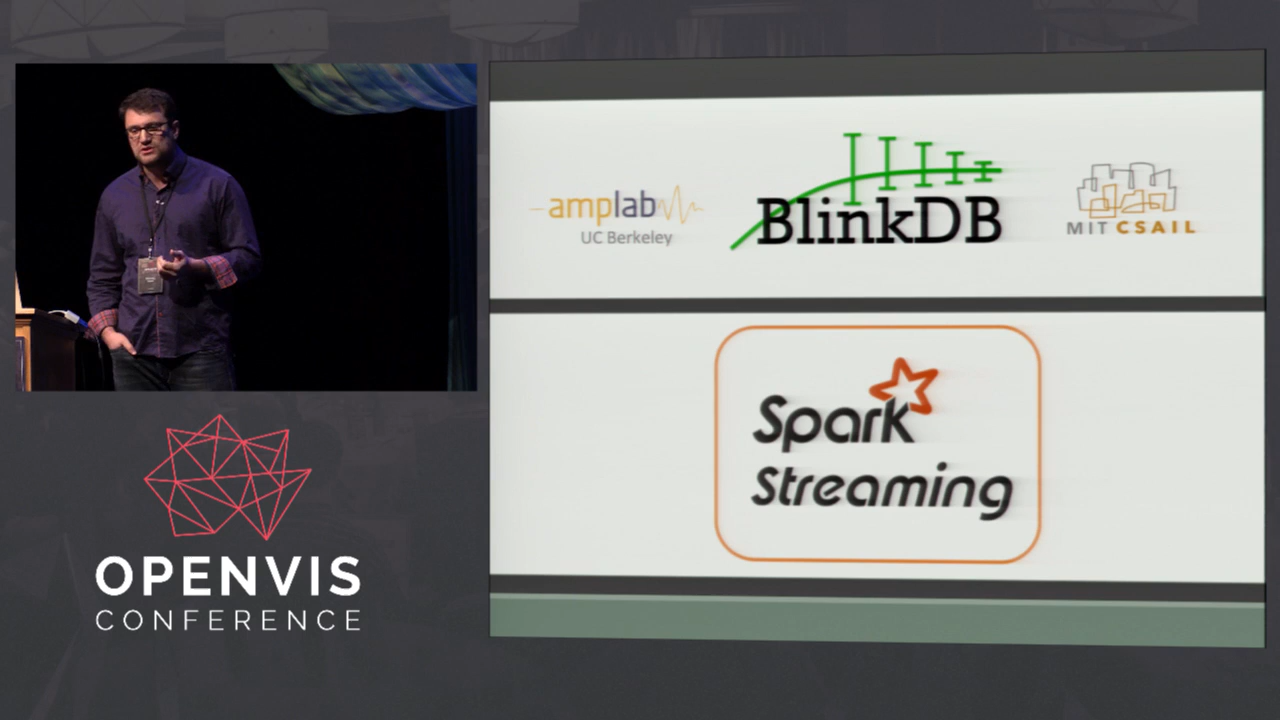 amplab
UC Berkeley
BlinkDB
MIT CSAIL
Spark
Streaming
OPENVIS
CONFERENCE